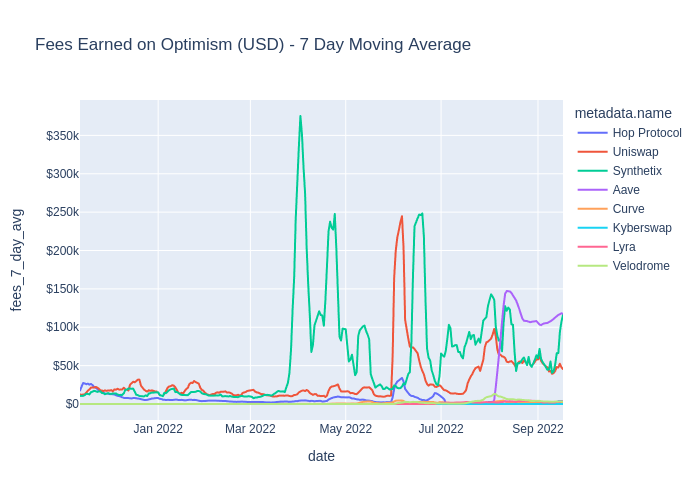 Fees Earned on Optimism (USD) - 7 Day Moving Average
metadata.name
Hop Protocol
Uniswap
Synthetix
Aave
Curve
Kyberswap
Lyra
Velodrome
fees_7_day_avg
$350k
$300k
$250k
$200k
$150k
$100k
$50k
$0
Jan 2022
Mar 2022
May 2022
Jul 2022
Sep 2022
date